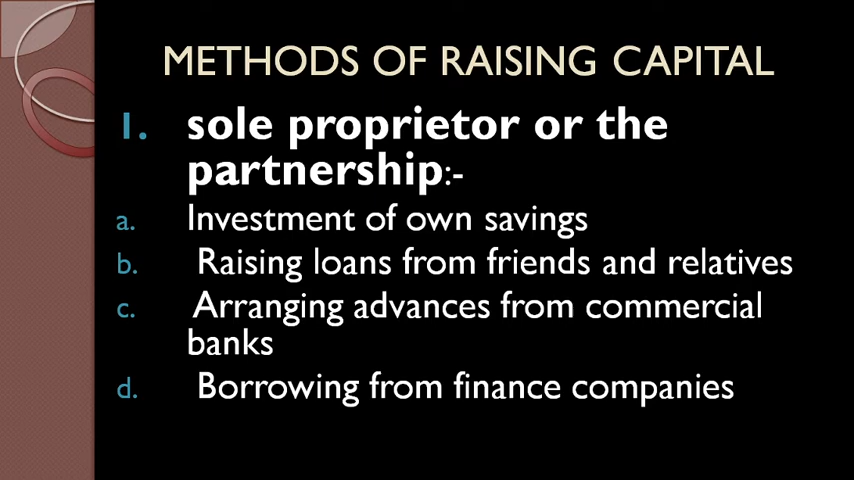 METHODS OF RAISING CAPITAL
1. sole proprietor or the
partnership:-
a. Investment of own savings
b. Raising loans from friends and relatives
c. Arranging advances from commercial
banks
d. Borrowing from finance companies